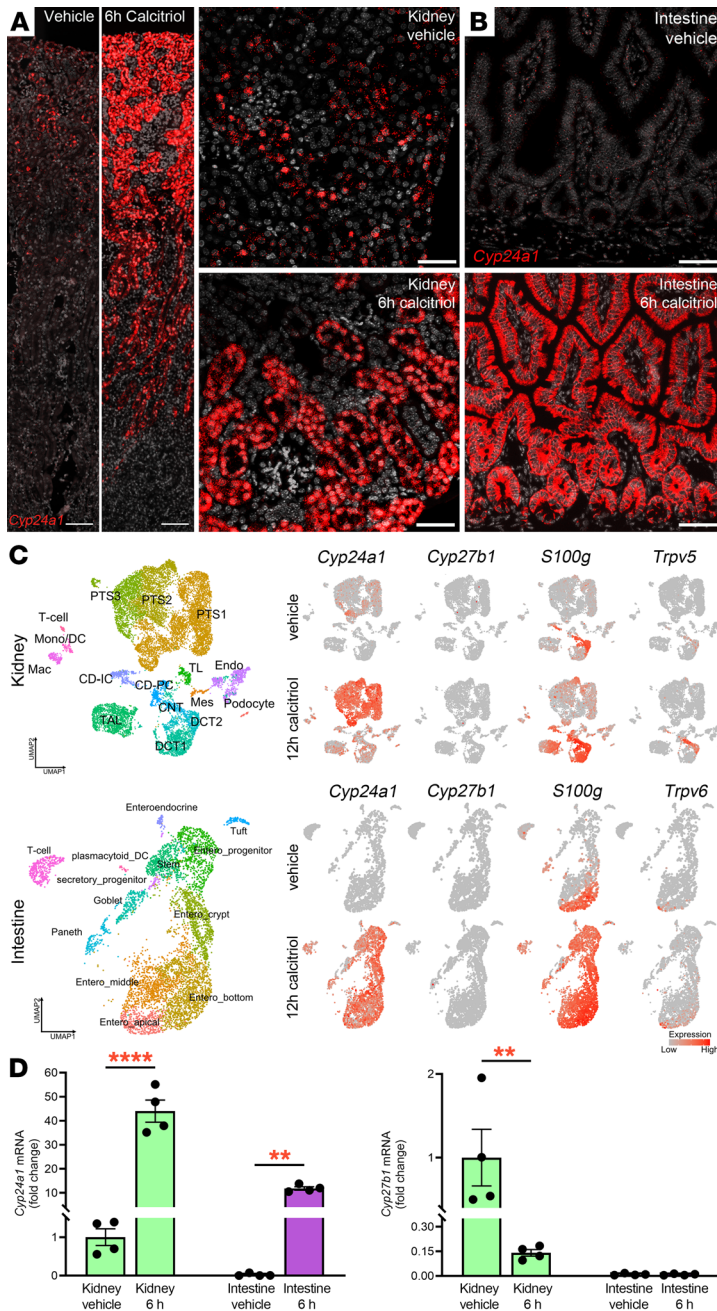 A
Vehicle
6h Calcitriol
Cyp24a1
Kidney
vehicle
Kidney
6h calcitriol
B
Intestine
vehicle
Cyp24a1
Intestine
6h calcitriol
C
Kidney
PTS3
PTS2
PTS1
T-cell
Mono/DC
Mac
CD-IC
CD-PC
TL
Endo
CNT
Mes
Podocyte
TAL
DCT2
DCT1
UMAP2
UMAP1
Cyp24a1
Cyp27b1
S100g
Trpv5
vehicle
12h calcitriol
Intestine
Enteroendocrine
Tuft
T-cell
plasmacytoid_DC
Stem
Entero_progenitor
secretory_progenitor
Goblet
Entero_crypt
Paneth
Entero_middle
Entero_bottom
Entero_apical
UMAP2
UMAP1
Cyp24a1
Cyp27b1
S100g
Trpv6
vehicle
12h calcitriol
Expression
Low
High
D
Cyp24a1 mRNA
(fold change)
60
50
40
30
20
10
1
0
****
**
Kidney
vehicle
Kidney
6 h
Intestine
vehicle
Intestine
6 h
Cyp27b1 mRNA
(fold change)
2
1
0.30
0.15
0.00
**
Kidney
vehicle
Kidney
6 h
Intestine
vehicle
Intestine
6 h